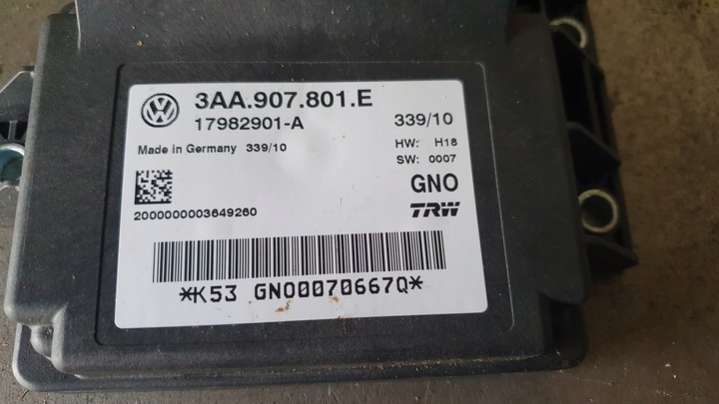 3AA.907.801.E
17982901-A 339/10
Made in Germany 339/10 HW: H18
SW: 0007
GNO
2000000003649260 TRW
*K53 GNO00070667Q*